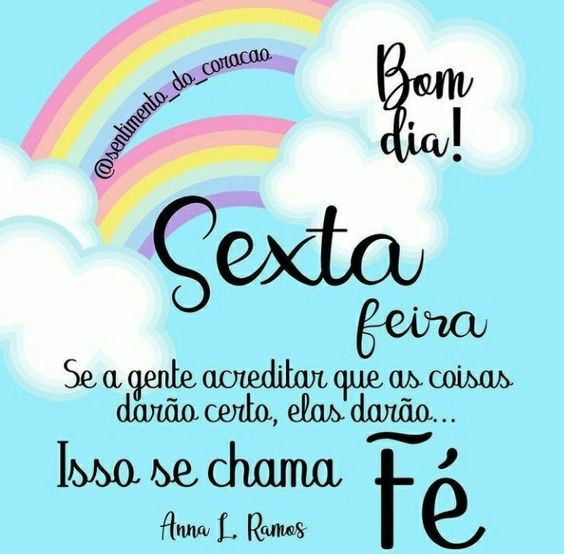 @sentimento_do_coracao
Bom
dia!
Sexta
feira
Se a gente acreditar que as coisas
darão certo, elas darão...
Isso se chama Fé
Anna L. Ramos